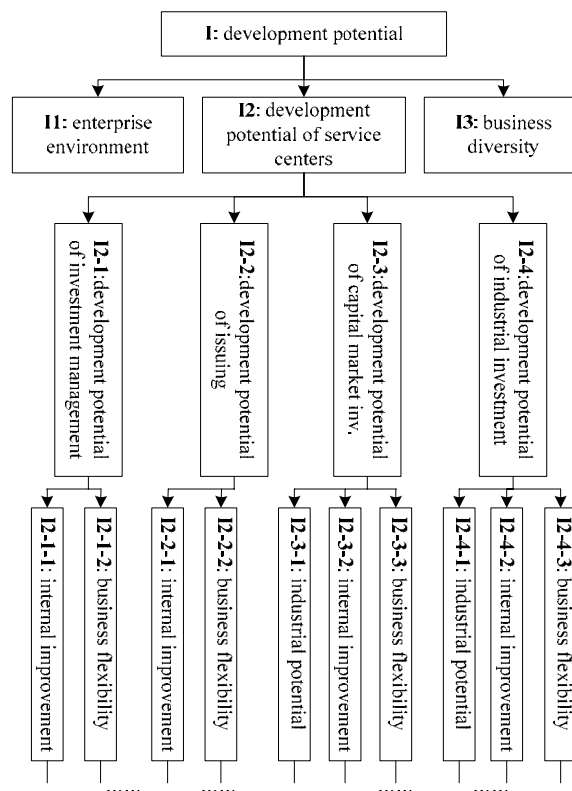 I: development potential
I1: enterprise
environment
I2: development
potential of service
centers
I3: business
diversity
I2-1:development potential
of investment management
I2-2:development potential
of issuing
I2-3:development potential
of capital market inv.
I2-4:development potential
of industrial investment
I2-1-1: internal improvement
I2-1-2: business flexibility
I2-2-1: internal improvement
I2-2-2: business flexibility
I2-3-1: industrial potential
I2-3-2: internal improvement
I2-3-3: business flexibility
I2-4-1: industrial potential
I2-4-2: internal improvement
I2-4-3: business flexibility
...... ...... ...... ......